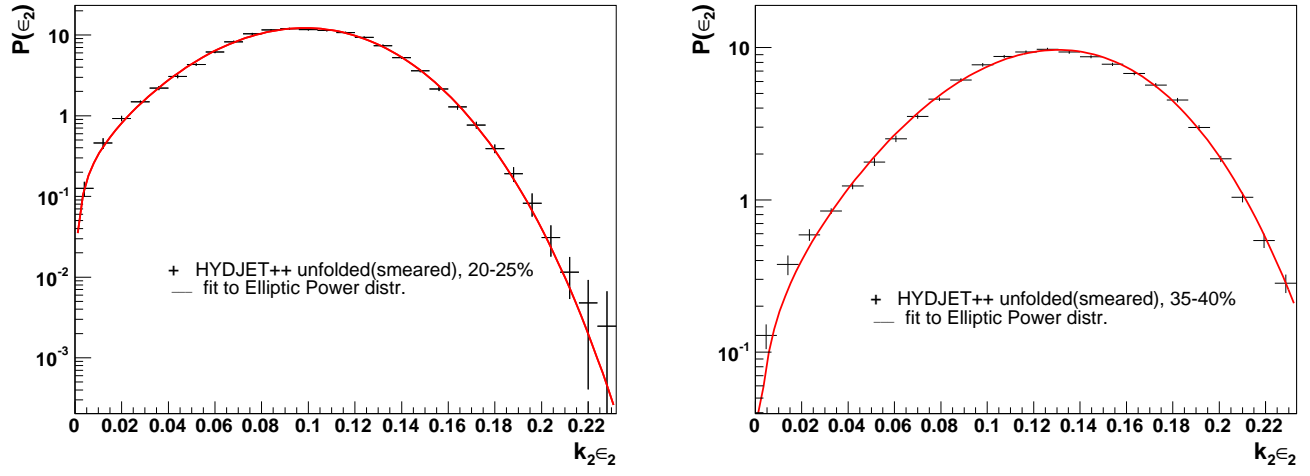 P(∈₂)
10
1
10⁻¹
10⁻²
10⁻³
+ HYDJET++ unfolded(smeared), 20-25%
— fit to Elliptic Power distr.
0 0.02 0.04 0.06 0.08 0.1 0.12 0.14 0.16 0.18 0.2 0.22
k₂∈₂
P(∈₂)
10
1
10⁻¹
+ HYDJET++ unfolded(smeared), 35-40%
— fit to Elliptic Power distr.
0 0.02 0.04 0.06 0.08 0.1 0.12 0.14 0.16 0.18 0.2 0.22
k₂∈₂